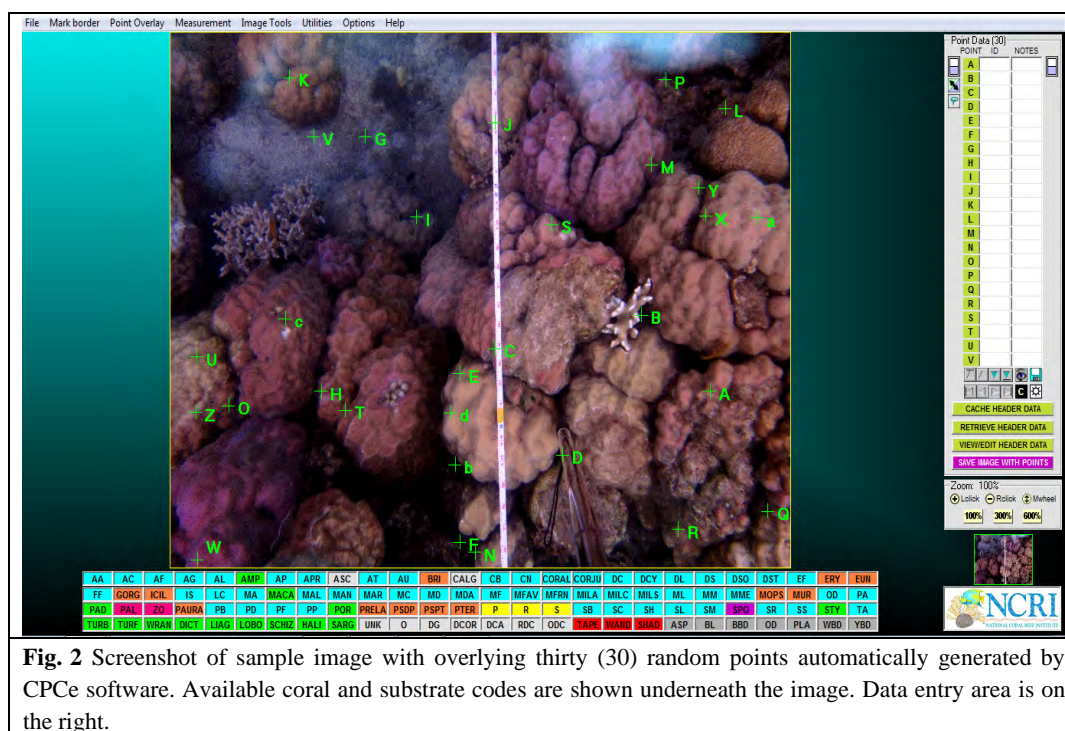 File Mark border Point Overlay Measurement Image Tools Utilities Options Help
Point Data (30)
POINT ID NOTES
A
B
C
D
E
F
G
H
I
J
K
L
M
N
O
P
Q
R
S
T
U
V
C
CACHE HEADER DATA
RETRIEVE HEADER DATA
VIEW/EDIT HEADER DATA
SAVE IMAGE WITH POINTS
Zoom: 100%
Lclick Rclick Mwheel
100% 300% 600%
NCRI
NATIONAL CORAL REEF INSTITUTE
K
P
L
J
V G
M
Y
I S X a
c B
C
U
E
H A
Z O T d
b D
Q
R
F
N
W
AA AC AF AG AL AMP AP APR ASC AT AU BRI CALG CB CN CORAL CORJU DC DCY DL DS DSO DST EF ERY EUN
FF GORG ICIL IS LC MA MACA MAL MAN MAR MC MD MDA MF MFAV MFRN MILA MILC MILS ML MM MME MOPS MUR OD PA
PAD PAL ZO PAURA PB PD PF PP POR PRELA PSDP PSPT PTER P R S SB SC SH SL SM SPO SR SS STY TA
TURB TURF WRAN DICT LIAG LOBO SCHIZ HALI SARG UNK O DG DCOR DCA RDC ODC TAPE WAND SHAD ASP BL BBD OD PLA WBD YBD
Fig. 2 Screenshot of sample image with overlying thirty (30) random points automatically generated by
CPCe software. Available coral and substrate codes are shown underneath the image. Data entry area is on
the right.